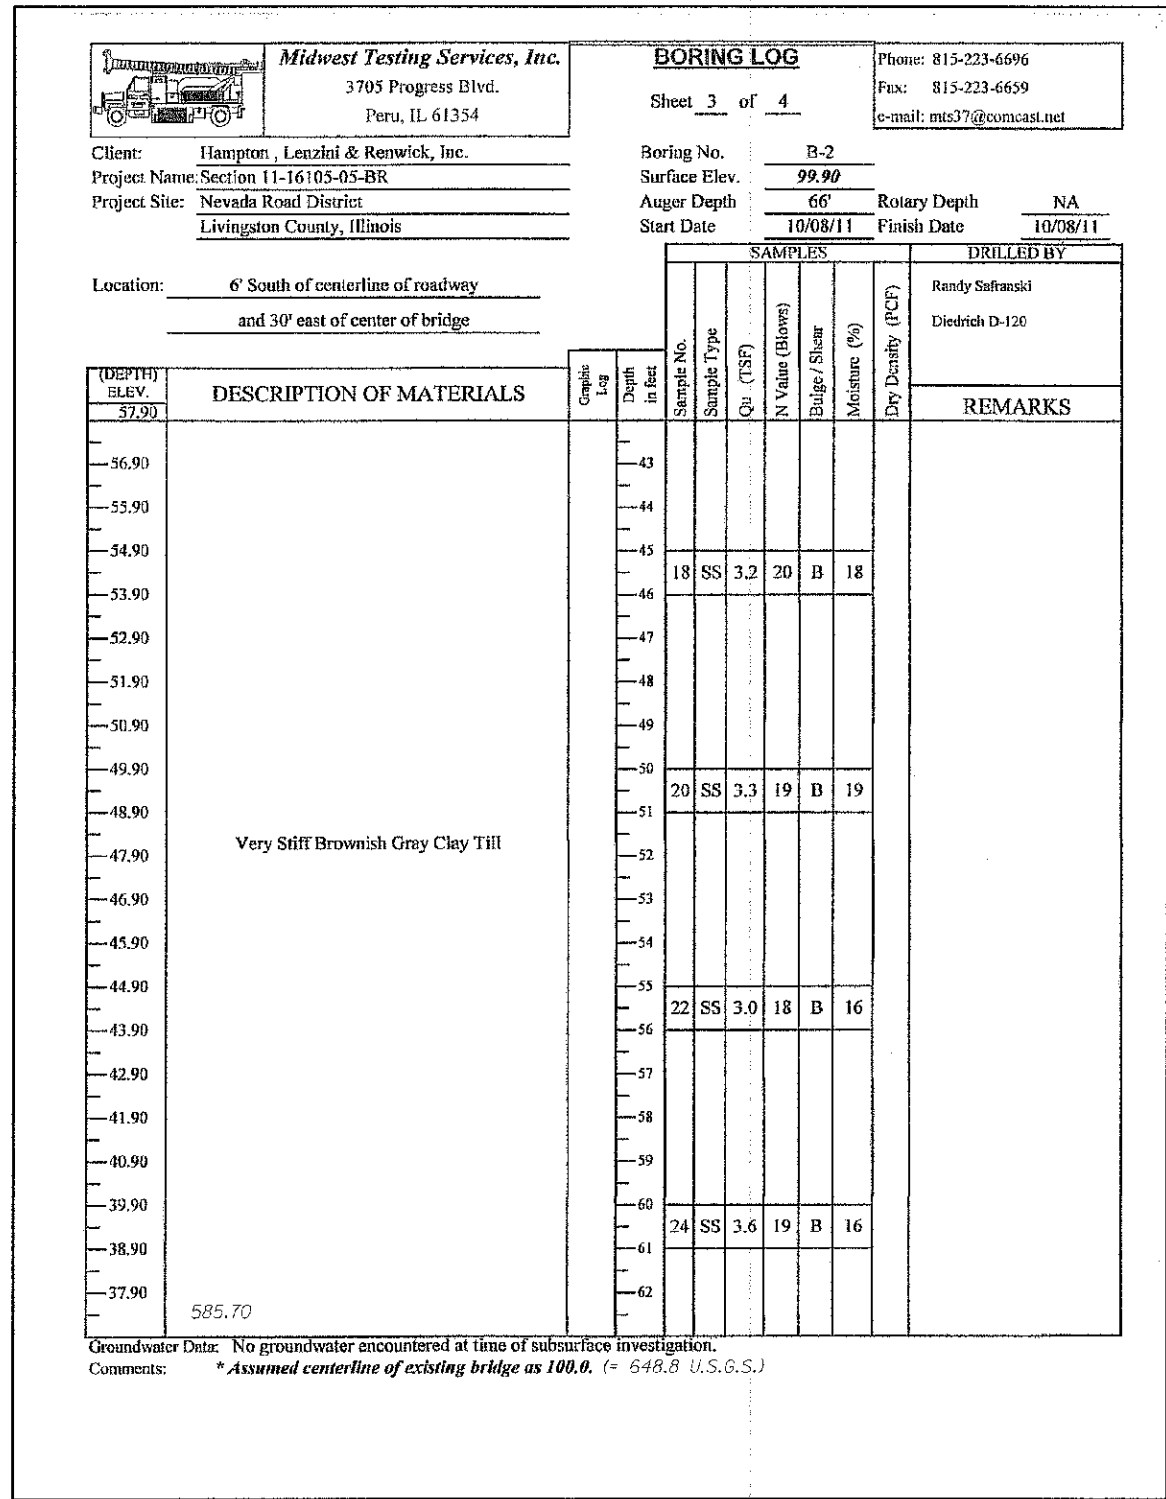 Midwest Testing Services, Inc.
3705 Progress Blvd.
Peru, IL 61354
BORING LOG
Sheet 3 of 4
Phone: 815-223-6696
Fax: 815-223-6659
e-mail: mts37@comcast.net
Client: Hampton , Lenzini & Renwick, Inc.
Project Name: Section 11-16105-05-BR
Project Site: Nevada Road District
Livingston County, Illinois
Boring No. B-2
Surface Elev. 99.90
Auger Depth 66' Rotary Depth NA
Start Date 10/08/11 Finish Date 10/08/11
Location: 6' South of centerline of roadway
and 30' east of center of bridge
SAMPLES
DRILLED BY
Randy Safranski
Diedrich D-120
(DEPTH)
ELEV.
57.90
DESCRIPTION OF MATERIALS
Graphic
Log
Depth
in feet
Sample No.
Sample Type
Qu (TSF)
N Value (Blows)
Bulge / Shear
Moisture (%)
Dry Density (PCF)
REMARKS
56.90 43
55.90 44
54.90 45
18 SS 3.2 20 B 18
53.90 46
52.90 47
51.90 48
50.90 49
49.90 50
20 SS 3.3 19 B 19
48.90 51
Very Stiff Brownish Gray Clay Till
47.90 52
46.90 53
45.90 54
44.90 55
22 SS 3.0 18 B 16
43.90 56
42.90 57
41.90 58
40.90 59
39.90 60
24 SS 3.6 19 B 16
38.90 61
37.90 62
585.70
Groundwater Data: No groundwater encountered at time of subsurface investigation.
Comments: * Assumed centerline of existing bridge as 100.0. (= 648.8 U.S.G.S.)